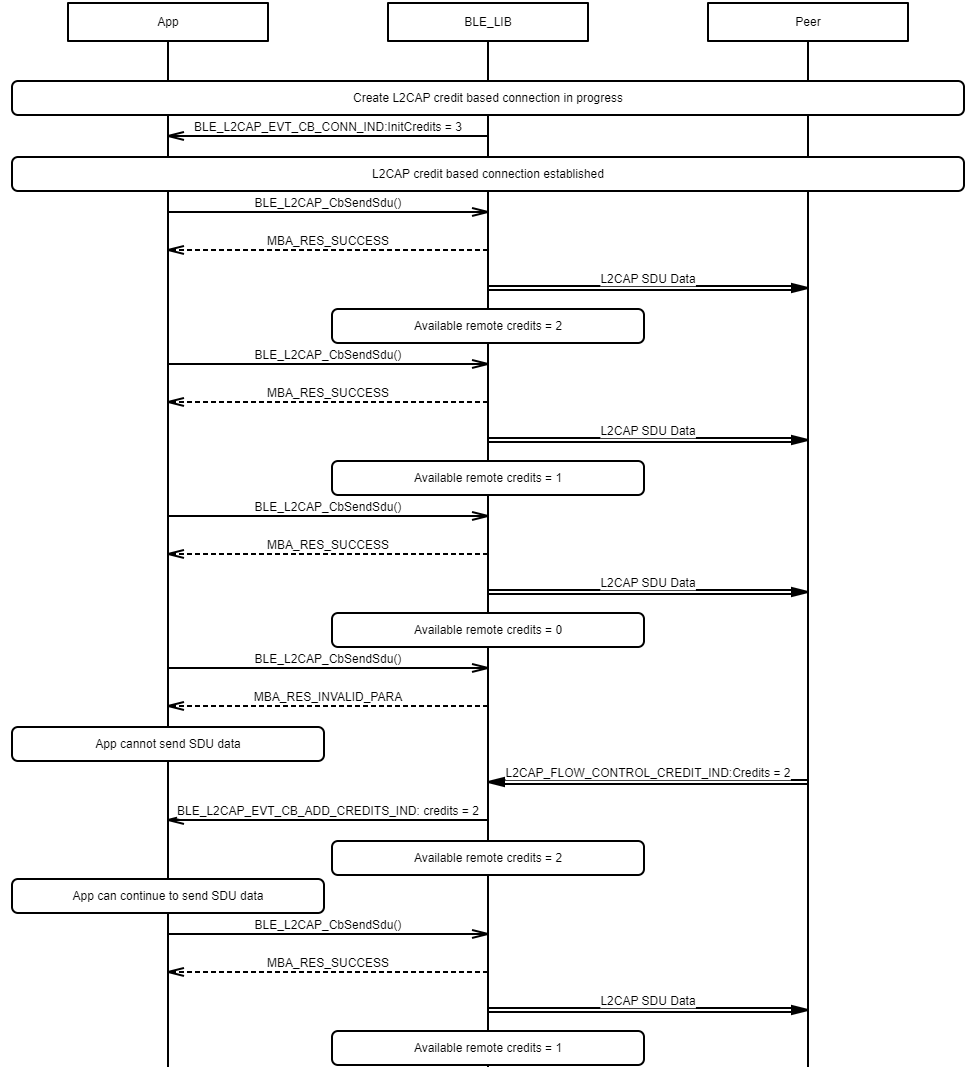 App
BLE_LIB
Peer
Create L2CAP credit based connection in progress
BLE_L2CAP_EVT_CB_CONN_IND:InitCredits = 3
L2CAP credit based connection established
BLE_L2CAP_CbSendSdu()
MBA_RES_SUCCESS
L2CAP SDU Data
Available remote credits = 2
BLE_L2CAP_CbSendSdu()
MBA_RES_SUCCESS
L2CAP SDU Data
Available remote credits = 1
BLE_L2CAP_CbSendSdu()
MBA_RES_SUCCESS
L2CAP SDU Data
Available remote credits = 0
BLE_L2CAP_CbSendSdu()
MBA_RES_INVALID_PARA
App cannot send SDU data
L2CAP_FLOW_CONTROL_CREDIT_IND:Credits = 2
BLE_L2CAP_EVT_CB_ADD_CREDITS_IND: credits = 2
Available remote credits = 2
App can continue to send SDU data
BLE_L2CAP_CbSendSdu()
MBA_RES_SUCCESS
L2CAP SDU Data
Available remote credits = 1